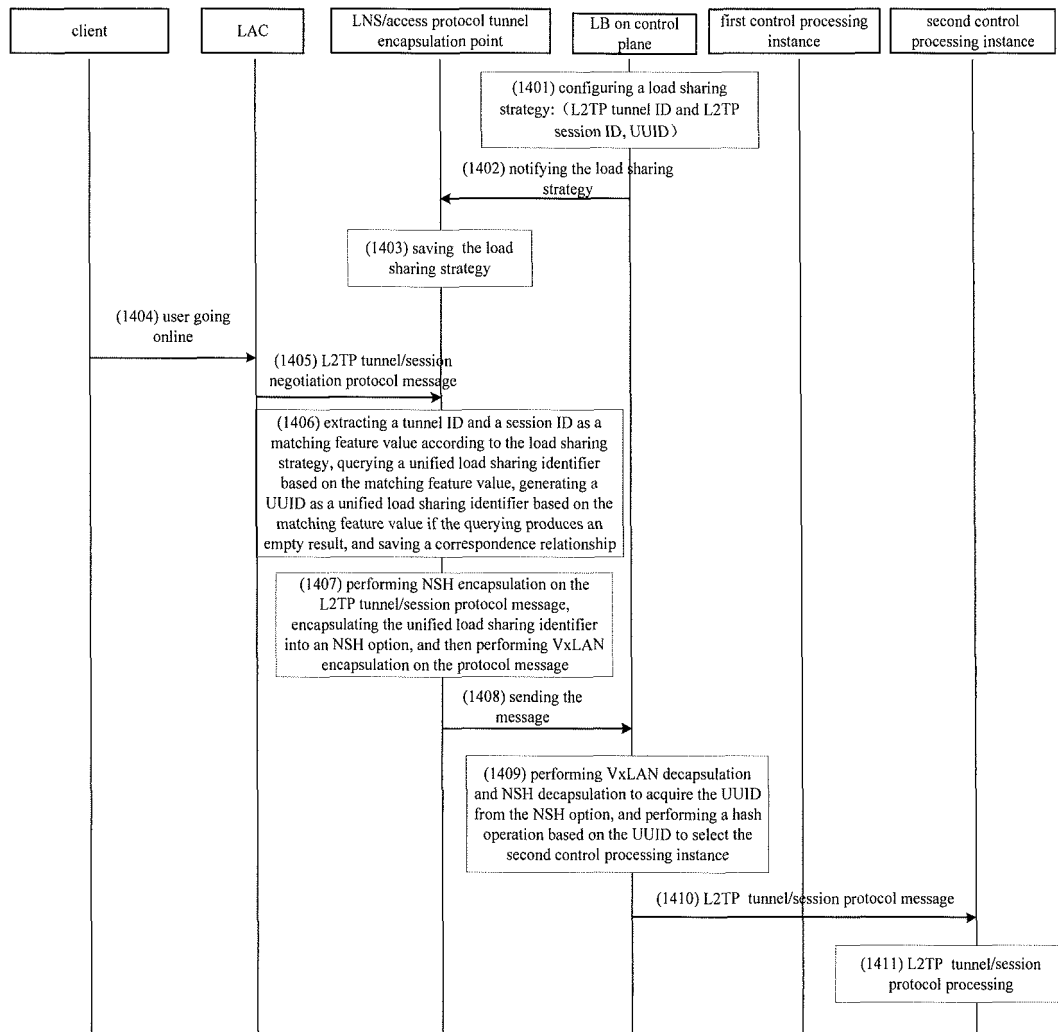 client
LAC
LNS/access protocol tunnel
encapsulation point
LB on control
plane
first control processing
instance
second control
processing instance
(1401) configuring a load sharing
strategy:（L2TP tunnel ID and L2TP
session ID, UUID）
(1402) notifying the load sharing
strategy
(1403) saving the load
sharing strategy
(1404) user going
online
(1405) L2TP tunnel/session
negotiation protocol message
(1406) extracting a tunnel ID and a session ID as a
matching feature value according to the load sharing
strategy, querying a unified load sharing identifier
based on the matching feature value, generating a
UUID as a unified load sharing identifier based on the
matching feature value if the querying produces an
empty result, and saving a correspondence relationship
(1407) performing NSH encapsulation on the
L2TP tunnel/session protocol message,
encapsulating the unified load sharing identifier
into an NSH option, and then performing VxLAN
encapsulation on the protocol message
(1408) sending the
message
(1409) performing VxLAN decapsulation
and NSH decapsulation to acquire the UUID
from the NSH option, and performing a hash
operation based on the UUID to select the
second control processing instance
(1410) L2TP tunnel/session protocol message
(1411) L2TP tunnel/session
protocol processing